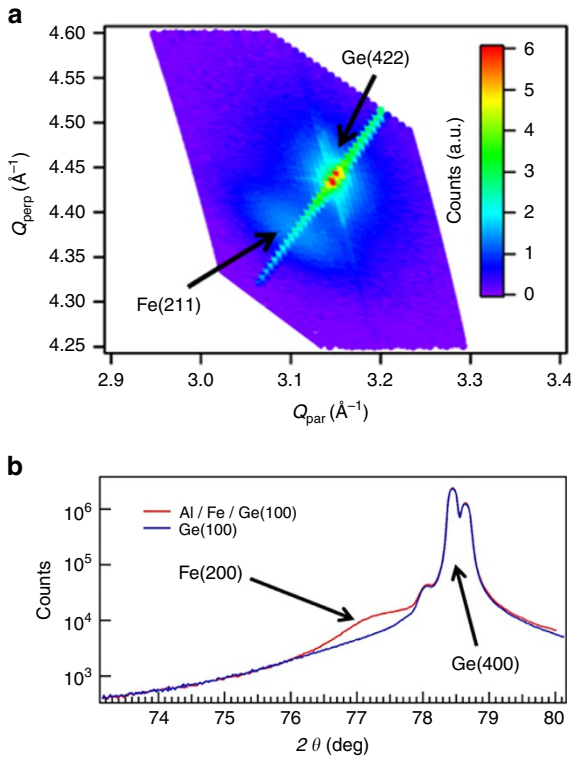 a
4.60
4.55
4.50
4.45
4.40
4.35
4.30
4.25
Qperp (Å⁻¹)
Ge(422)
Fe(211)
Counts (a.u.)
6
5
4
3
2
1
0
2.9 3.0 3.1 3.2 3.3 3.4
Qpar (Å⁻¹)
b
Counts
10⁶
10⁵
10⁴
10³
Al / Fe / Ge(100)
Ge(100)
Fe(200)
Ge(400)
74 75 76 77 78 79 80
2 θ (deg)